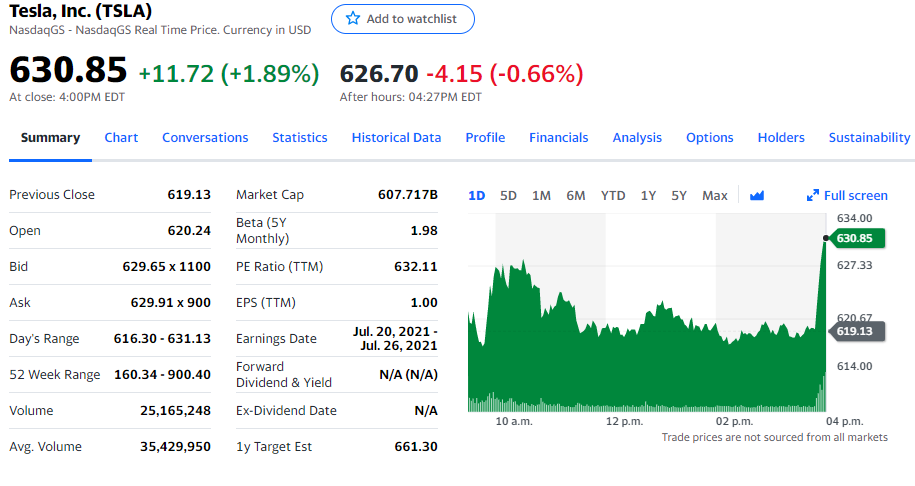 Tesla, Inc. (TSLA)
Add to watchlist
NasdaqGS - NasdaqGS Real Time Price. Currency in USD
630.85 +11.72 (+1.89%) 626.70 -4.15 (-0.66%)
At close: 4:00PM EDT After hours: 04:27PM EDT
Summary Chart Conversations Statistics Historical Data Profile Financials Analysis Options Holders Sustainability
Previous Close 619.13
Open 620.24
Bid 629.65 x 1100
Ask 629.91 x 900
Day's Range 616.30 - 631.13
52 Week Range 160.34 - 900.40
Volume 25,165,248
Avg. Volume 35,429,950
Market Cap 607.717B
Beta (5Y
Monthly) 1.98
PE Ratio (TTM) 632.11
EPS (TTM) 1.00
Earnings Date Jul. 20, 2021 -
Jul. 26, 2021
Forward
Dividend & Yield N/A (N/A)
Ex-Dividend Date N/A
1y Target Est 661.30
1D 5D 1M 6M YTD 1Y 5Y Max Full screen
634.00
630.85
627.33
620.67
619.13
614.00
10 a.m. 12 p.m. 02 p.m. 04 p.m.
Trade prices are not sourced from all markets